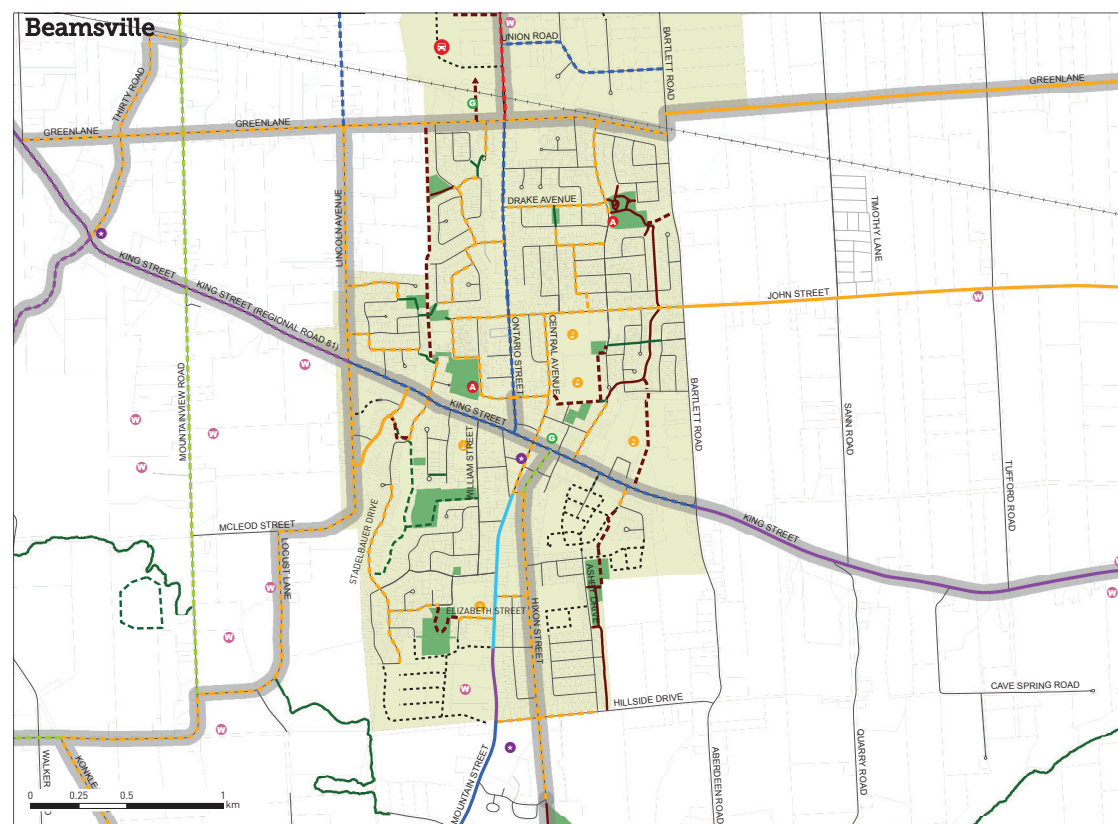 Beamsville
UNION ROAD
BARTLETT ROAD
THIRTY ROAD
GREENLANE
GREENLANE
GREENLANE
LINCOLN AVENUE
DRAKE AVENUE
TIMOTHY LANE
KING STREET
KING STREET (REGIONAL ROAD 81)
JOHN STREET
ONTARIO STREET
CENTRAL AVENUE
MOUNTAINVIEW ROAD
KING STREET
BARTLETT ROAD
SANN ROAD
WILLIAM STREET
TUFFORD ROAD
MCLEOD STREET
KING STREET
STADELBAUER DRIVE
LOCUST LANE
ASHBY DRIVE
ELIZABETH STREET
HIXON STREET
CAVE SPRING ROAD
HILLSIDE DRIVE
WALKER
KONKLE
MOUNTAIN STREET
ABERDEEN ROAD
QUARRY ROAD
0 0.25 0.5 1
km
W
G
A
W
W
A
W
W
G
W
W
W
W
W
W
W